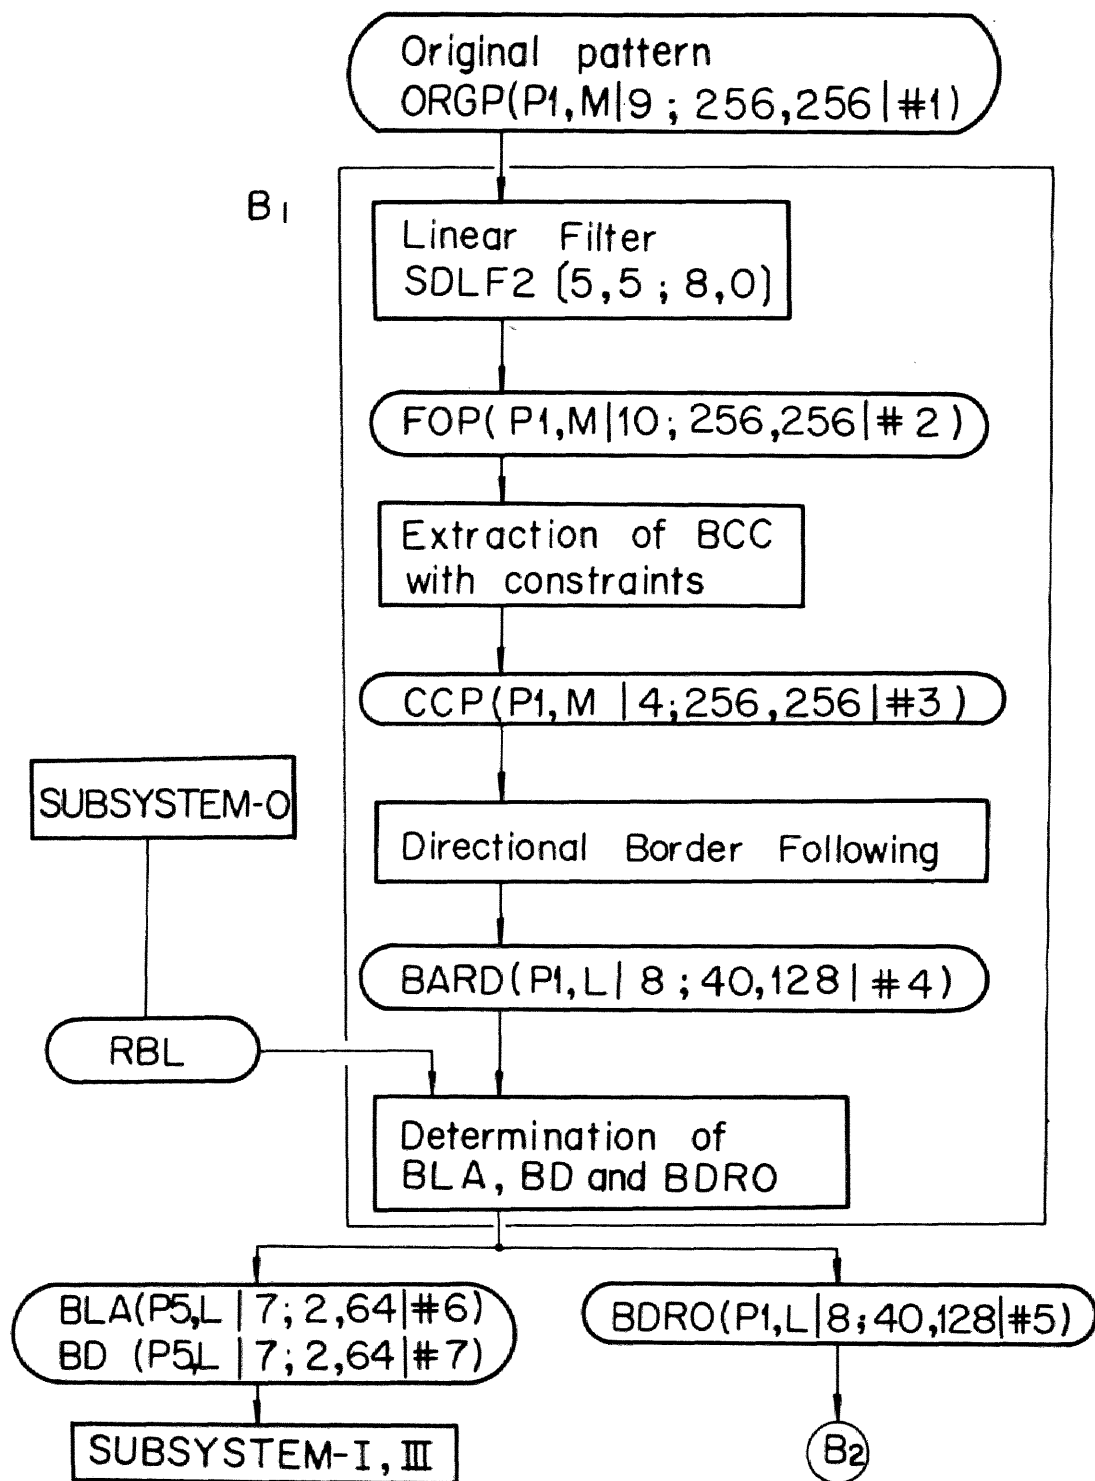 Original pattern
ORGP(P1,M|9 ; 256,256|#1)
B1
Linear Filter
SDLF2 (5,5 ; 8,0)
FOP( P1,M|10 ; 256,256|# 2 )
Extraction of BCC
with constraints
CCP(P1,M |4;256,256|#3 )
SUBSYSTEM-0
Directional Border Following
BARD(P1,L| 8 ; 40,128 | #4)
RBL
Determination of
BLA, BD and BDRO
BLA(P5,L | 7; 2,64|#6)
BD (P5,L | 7; 2,64|#7)
BDRO(P1,L|8;40,128|#5)
SUBSYSTEM-I, III
B2